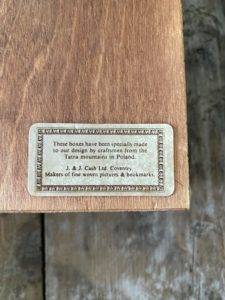 These boxes have been specially made
to our design by craftsmen from the
Tatra mountains in Poland.
J. & J. Cash Ltd. Coventry.
Makers of fine woven pictures & bookmarks.